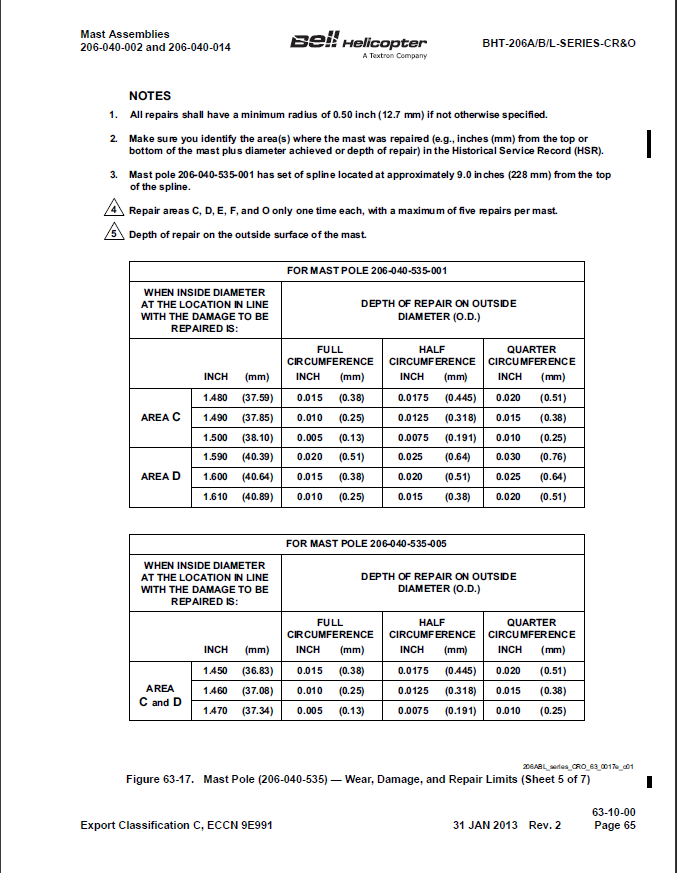 Mast Assemblies
206-040-002 and 206-040-014
Bell Helicopter
A Textron Company
BHT-206A/B/L-SERIES-CR&O
NOTES
1. All repairs shall have a minimum radius of 0.50 inch (12.7 mm) if not otherwise specified.
2. Make sure you identify the area(s) where the mast was repaired (e.g., inches (mm) from the top or
bottom of the mast plus diameter achieved or depth of repair) in the Historical Service Record (HSR).
3. Mast pole 206-040-535-001 has set of spline located at approximately 9.0 inches (228 mm) from the top
of the spline.
4 Repair areas C, D, E, F, and O only one time each, with a maximum of five repairs per mast.
5 Depth of repair on the outside surface of the mast.
FOR MAST POLE 206-040-535-001
WHEN INSIDE DIAMETER
AT THE LOCATION IN LINE
WITH THE DAMAGE TO BE
REPAIRED IS:
DEPTH OF REPAIR ON OUTSIDE
DIAMETER (O.D.)
FULL HALF QUARTER
CIRCUMFERENCE CIRCUMFERENCE CIRCUMFERENCE
INCH (mm) INCH (mm) INCH (mm) INCH (mm)
1.480 (37.59) 0.015 (0.38) 0.0175 (0.445) 0.020 (0.51)
AREA C 1.490 (37.85) 0.010 (0.25) 0.0125 (0.318) 0.015 (0.38)
1.500 (38.10) 0.005 (0.13) 0.0075 (0.191) 0.010 (0.25)
1.590 (40.39) 0.020 (0.51) 0.025 (0.64) 0.030 (0.76)
AREA D 1.600 (40.64) 0.015 (0.38) 0.020 (0.51) 0.025 (0.64)
1.610 (40.89) 0.010 (0.25) 0.015 (0.38) 0.020 (0.51)
FOR MAST POLE 206-040-535-005
WHEN INSIDE DIAMETER
AT THE LOCATION IN LINE
WITH THE DAMAGE TO BE
REPAIRED IS:
DEPTH OF REPAIR ON OUTSIDE
DIAMETER (O.D.)
FULL HALF QUARTER
CIRCUMFERENCE CIRCUMFERENCE CIRCUMFERENCE
INCH (mm) INCH (mm) INCH (mm) INCH (mm)
1.450 (36.83) 0.015 (0.38) 0.0175 (0.445) 0.020 (0.51)
AREA
C and D
1.460 (37.08) 0.010 (0.25) 0.0125 (0.318) 0.015 (0.38)
1.470 (37.34) 0.005 (0.13) 0.0075 (0.191) 0.010 (0.25)
206ABL_series_CRO_63_0017e_c01
Figure 63-17. Mast Pole (206-040-535) — Wear, Damage, and Repair Limits (Sheet 5 of 7)
63-10-00
Export Classification C, ECCN 9E991 31 JAN 2013 Rev. 2 Page 65